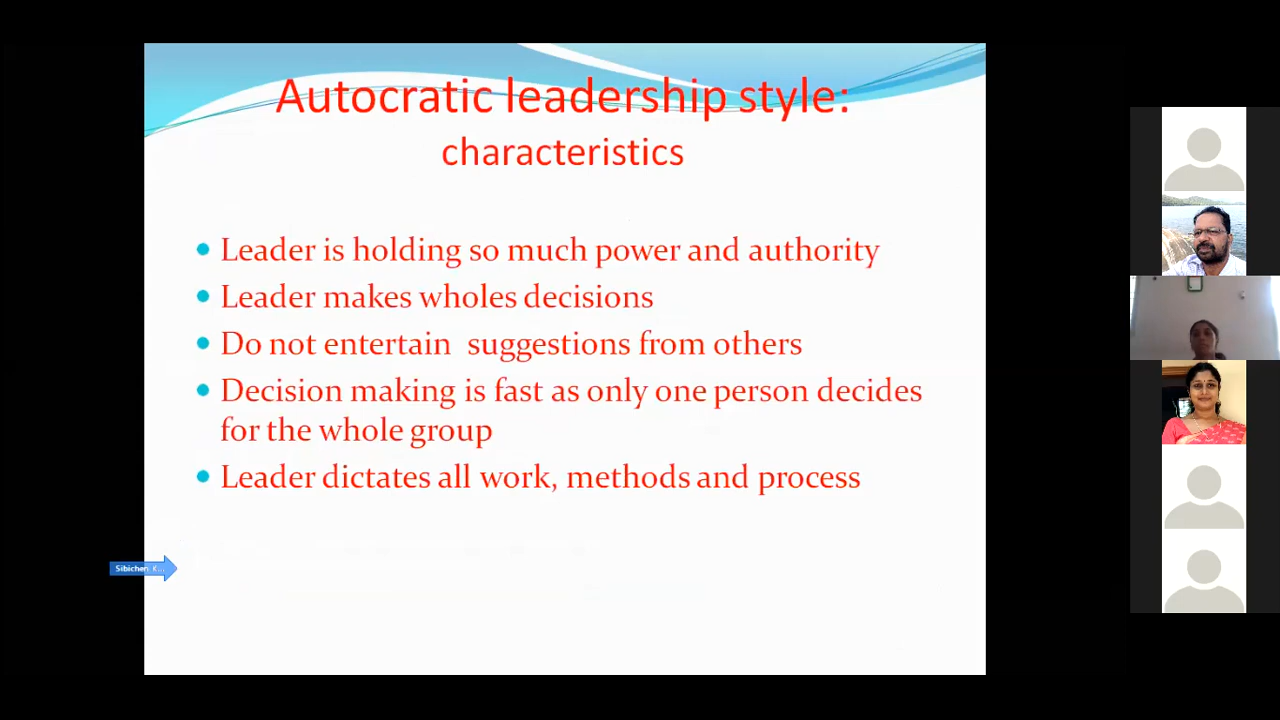 Autocratic leadership style:
characteristics
Leader is holding so much power and authority
Leader makes wholes decisions
Do not entertain  suggestions from others
Decision making is fast as only one person decides
for the whole group
Leader dictates all work, methods and process
Sibichen K...